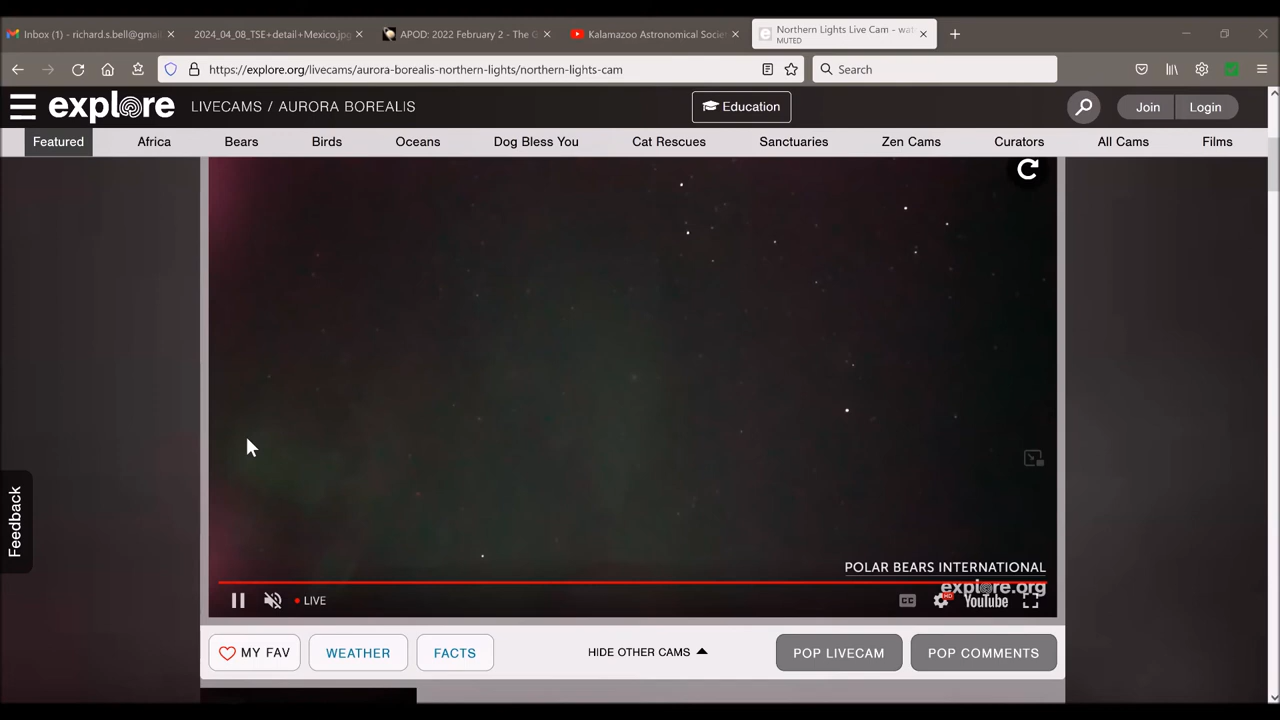 Inbox (1) - richard.s.bell@gmail
2024_04_08_TSE+detail+Mexico.jpg
APOD: 2022 February 2 - The G
Kalamazoo Astronomical Socie
Northern Lights Live Cam - wat
MUTED
https://explore.org/livecams/aurora-borealis-northern-lights/northern-lights-cam
Search
explore
LIVECAMS / AURORA BOREALIS
Education
Join
Login
Featured
Africa
Bears
Birds
Oceans
Dog Bless You
Cat Rescues
Sanctuaries
Zen Cams
Curators
All Cams
Films
Feedback
POLAR BEARS INTERNATIONAL
explore.org
LIVE
CC
HD
YouTube
MY FAV
WEATHER
FACTS
HIDE OTHER CAMS
POP LIVECAM
POP COMMENTS